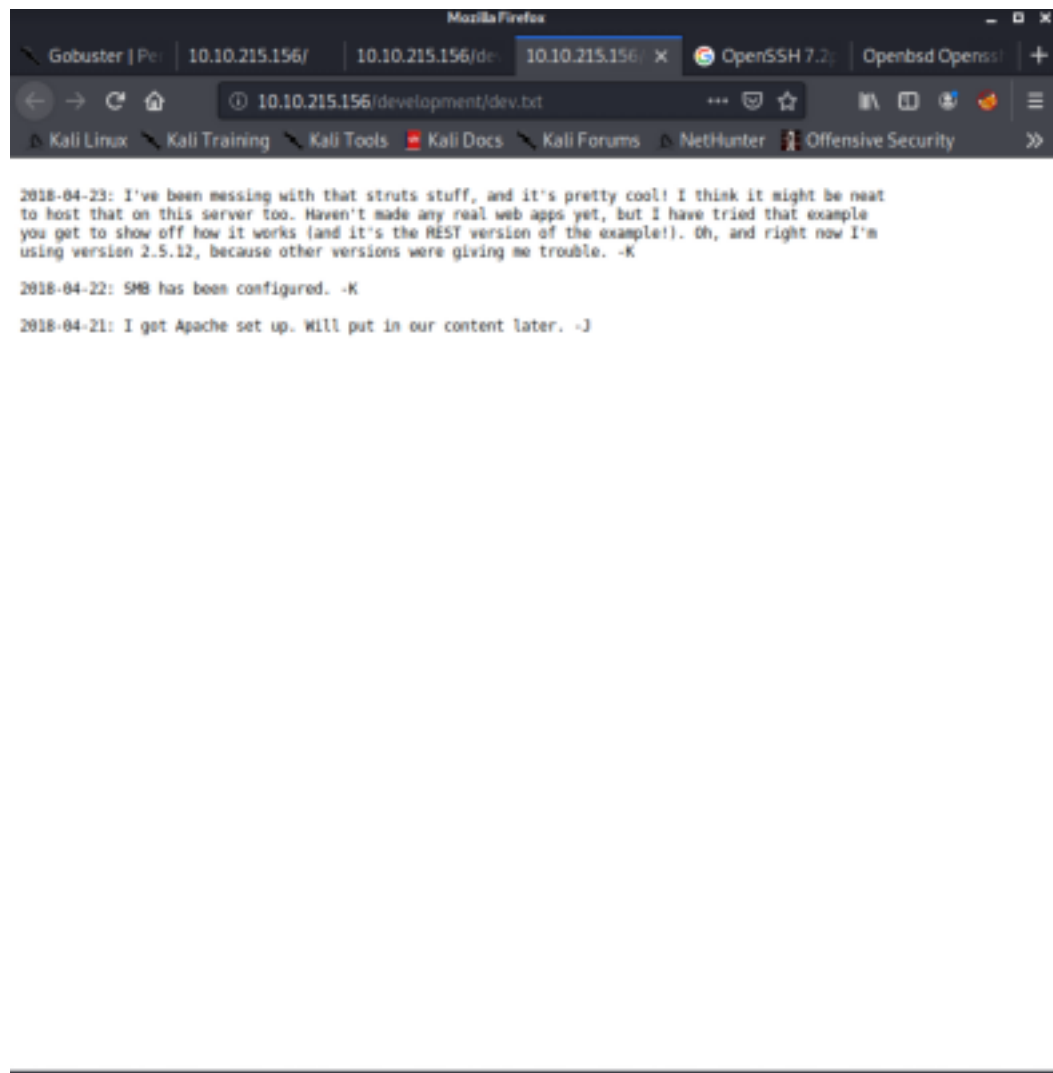 Mozilla Firefox
Gobuster | Pe 10.10.215.156/ 10.10.215.156/de 10.10.215.156/ OpenSSH 7.2 Openbsd Openss
10.10.215.156/development/dev.txt
Kali Linux Kali Training Kali Tools Kali Docs Kali Forums NetHunter Offensive Security
2018-04-23: I've been messing with that struts stuff, and it's pretty cool! I think it might be neat
to host that on this server too. Haven't made any real web apps yet, but I have tried that example
you get to show off how it works (and it's the REST version of the example!). Oh, and right now I'm
using version 2.5.12, because other versions were giving me trouble. -K
2018-04-22: SMB has been configured. -K
2018-04-21: I got Apache set up. Will put in our content later. -J